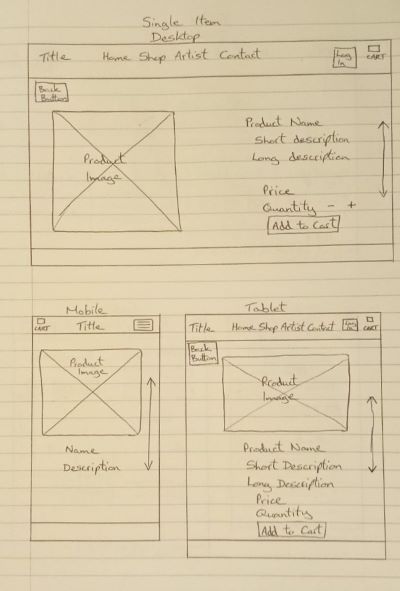 Single Item
Desktop
Title Home Shop Artist Contact Log In CART
Back
Button
Product
Image
Product Name
Short description
Long description
Price
Quantity - +
Add to Cart
Mobile
CART Title
Product
Image
Name
Description
Tablet
Title Home Shop Artist Contact Log In CART
Back
Button
Product
Image
Product Name
Short Description
Long Description
Price
Quantity
Add to Cart